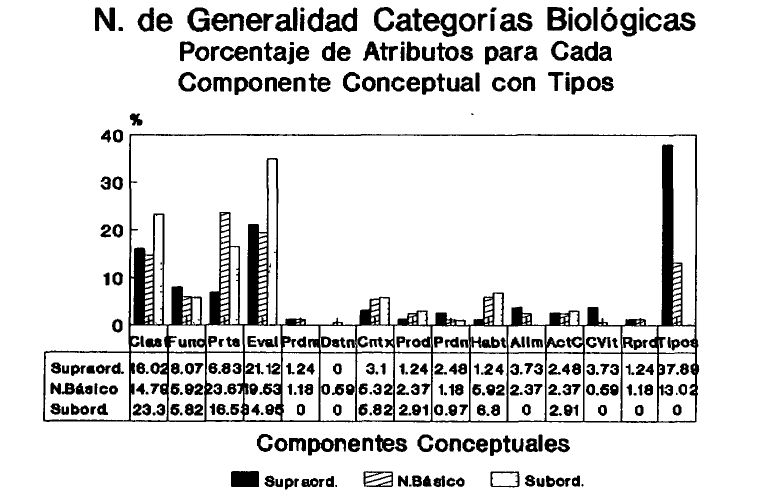 N. de Generalidad Categorías Biológicas
Porcentaje de Atributos para Cada
Componente Conceptual con Tipos
%
40
30
20
10
0
Clasf Func Prts Eval Prdm Dstn Cntx Prod Prdn Habt Alim ActC CVit Rprd Tipos
Supraord. 16.02 8.07 6.83 21.12 1.24 0 3.1 1.24 2.48 1.24 3.73 2.48 3.73 1.24 37.89
N.Básico 14.79 5.92 23.67 19.53 1.18 0.59 5.32 2.37 1.18 5.92 2.37 2.37 0.59 1.18 13.02
Subord. 23.3 5.82 16.5 34.95 0 0 5.82 2.91 0.97 6.8 0 2.91 0 0 0
Componentes Conceptuales
Supraord. N.Básico Subord.